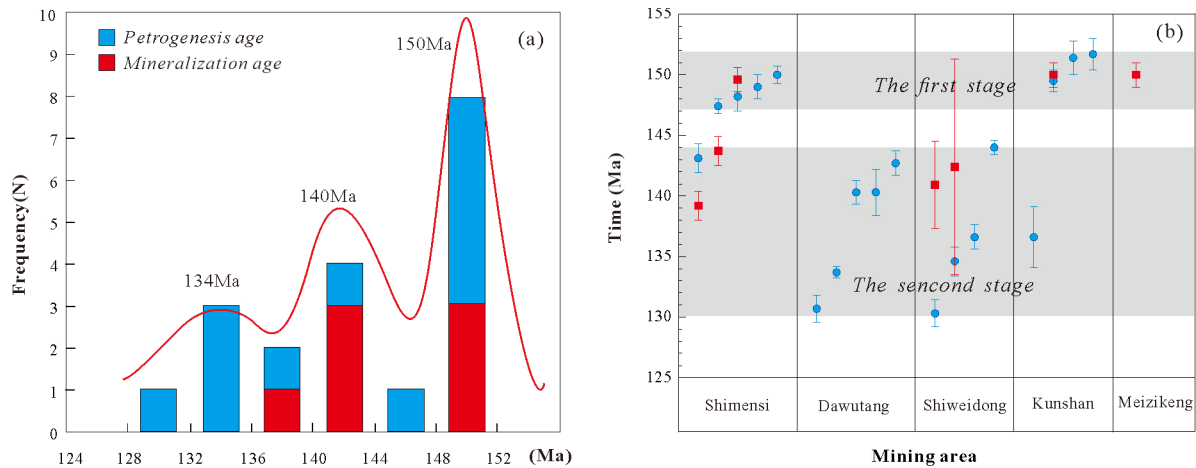 (a)
Petrogenesis age
Mineralization age
150Ma
140Ma
134Ma
Frequency(N)
10
9
8
7
6
5
4
3
2
1
0
124 128 132 136 140 144 148 152 (Ma)
(b)
The first stage
The sencond stage
Time (Ma)
155
150
145
140
135
130
125
Shimensi Dawutang Shiweidong Kunshan Meizikeng
Mining area